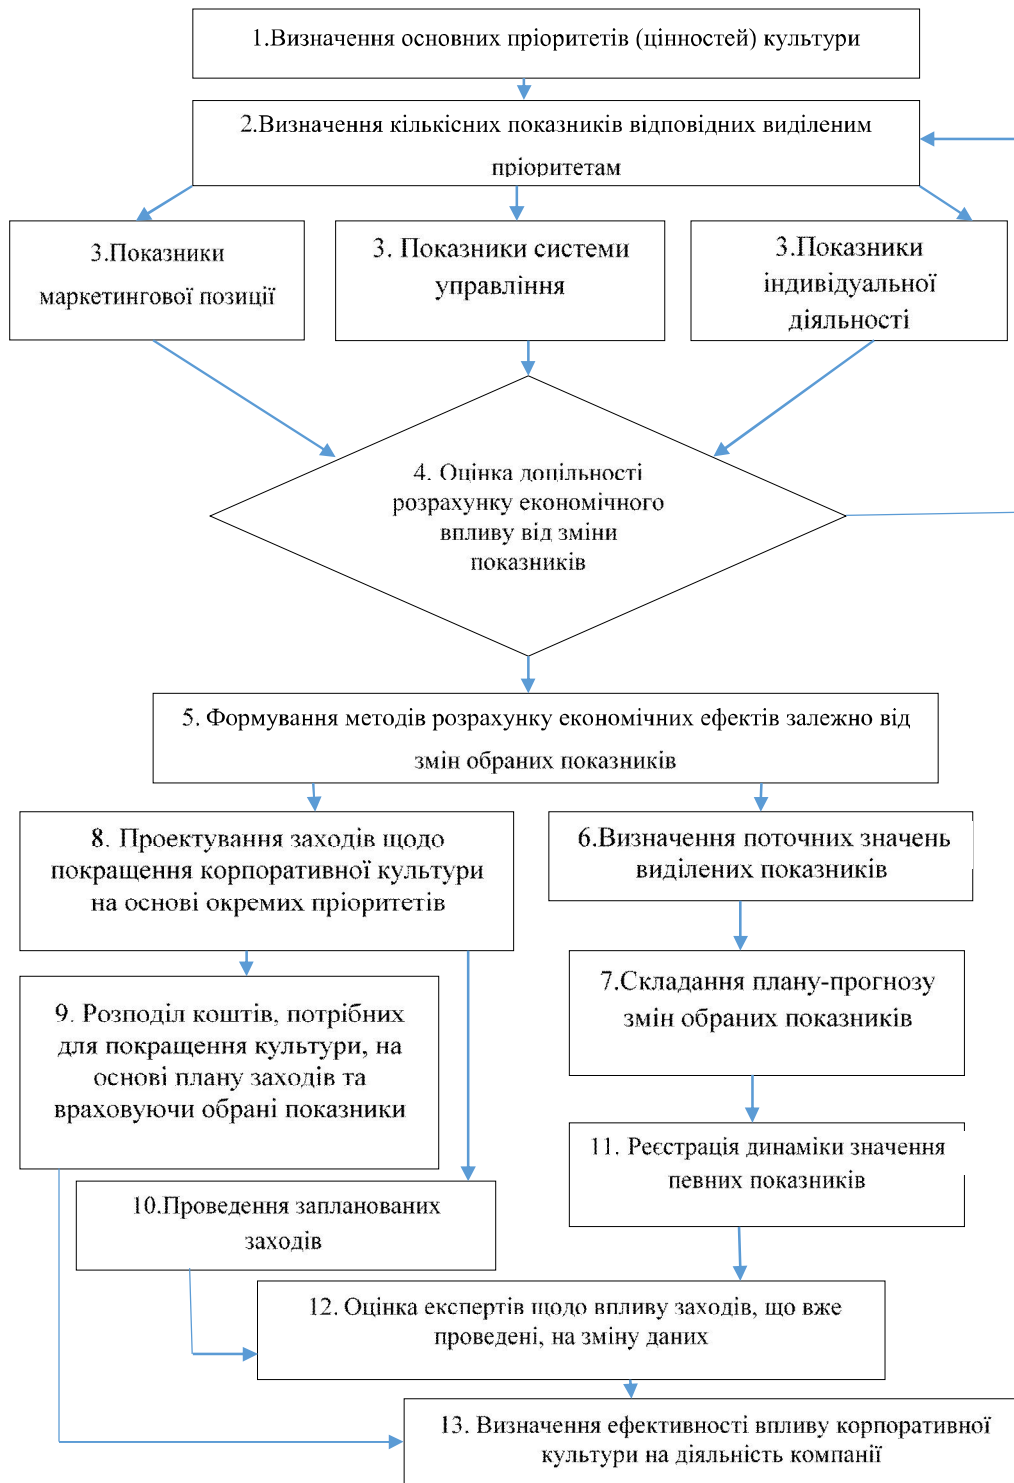 1.Визначення основних пріоритетів (цінностей) культури
2.Визначення кількісних показників відповідних виділеним
пріоритетам
3.Показники
маркетингової позиції
3. Показники системи
управління
3.Показники
індивідуальної
діяльності
4. Оцінка доцільності
розрахунку економічного
впливу від зміни
показників
5. Формування методів розрахунку економічних ефектів залежно від
змін обраних показників
8. Проектування заходів щодо
покращення корпоративної культури
на основі окремих пріоритетів
6.Визначення поточних значень
виділених показників
7.Складання плану-прогнозу
змін обраних показників
9. Розподіл коштів, потрібних
для покращення культури, на
основі плану заходів та
враховуючи обрані показники
11. Реєстрація динаміки значення
певних показників
10.Проведення запланованих
заходів
12. Оцінка експертів щодо впливу заходів, що вже
проведені, на зміну даних
13. Визначення ефективності впливу корпоративної
культури на діяльність компанії